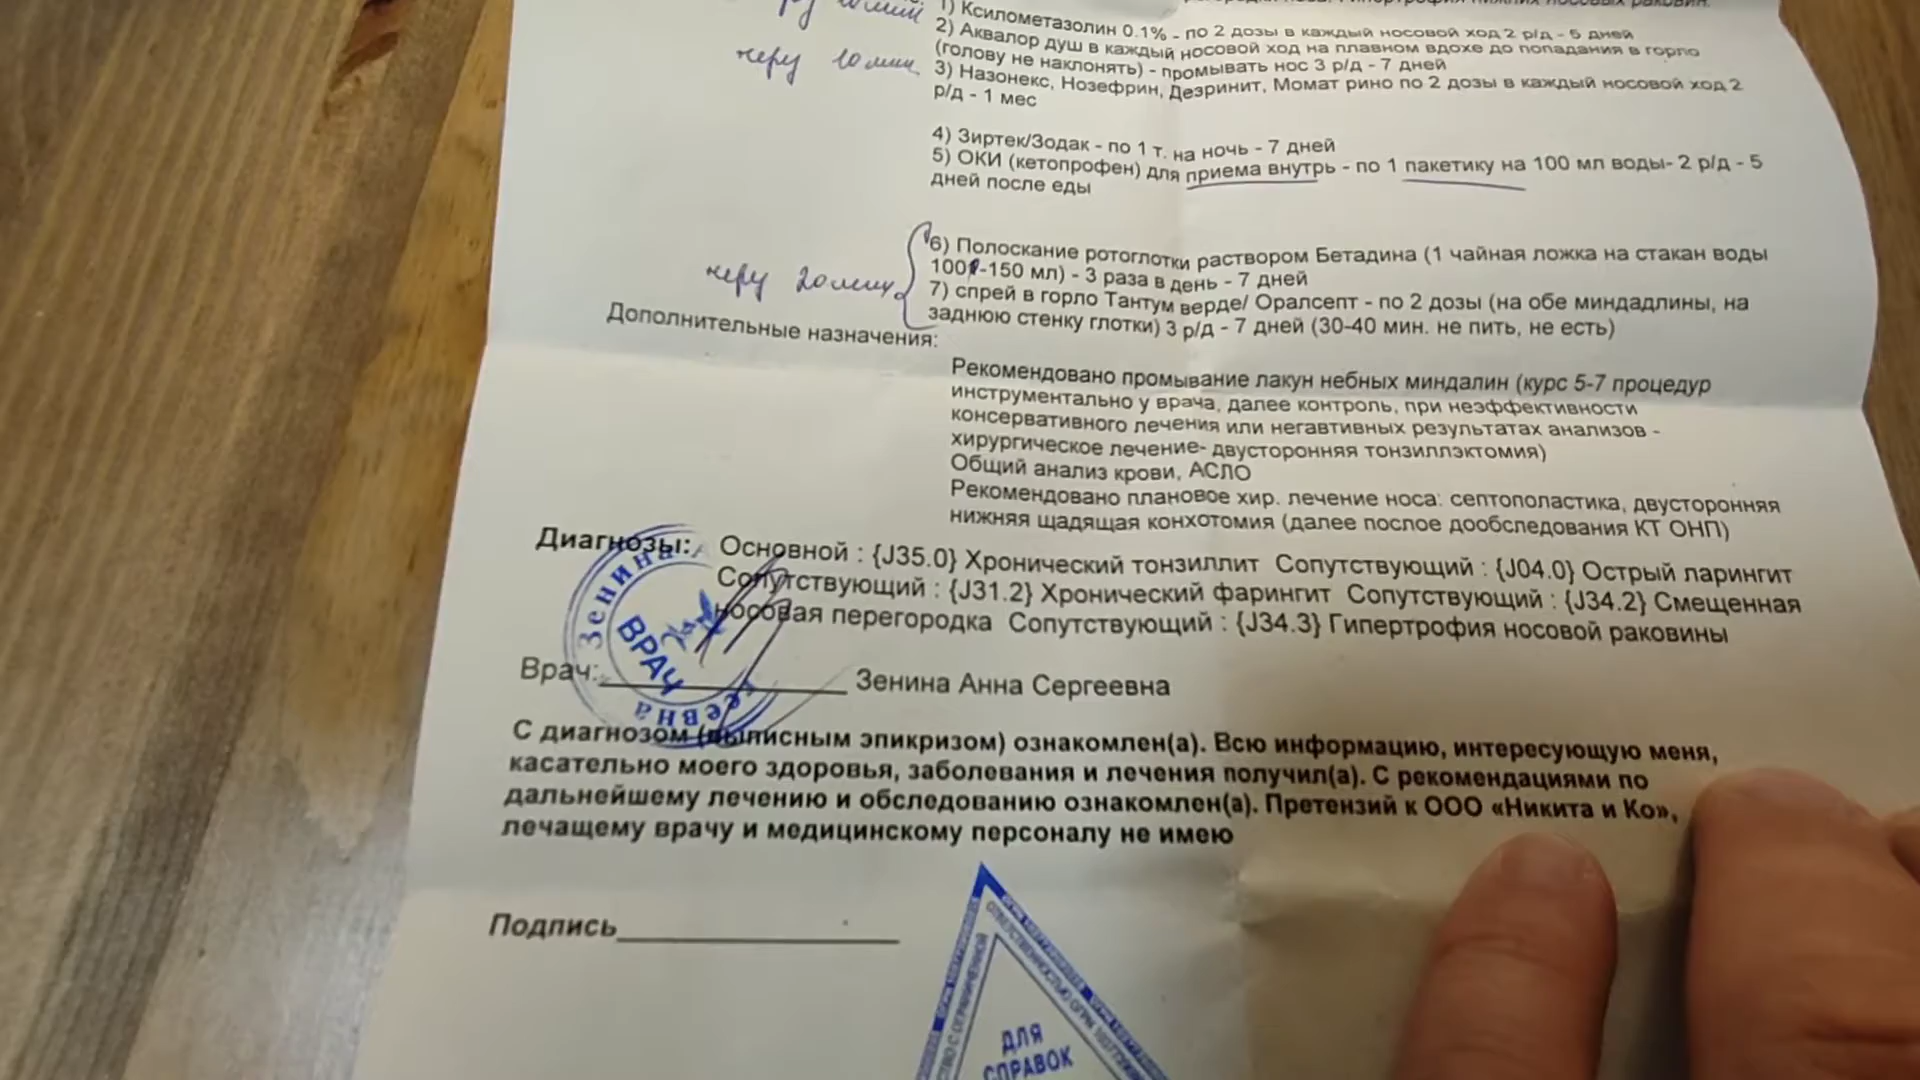 1) Ксилометазолин 0.1% - по 2 дозы в каждый носовой ход 2 р/д - 5 дней
2) Аквалор душ в каждый носовой ход на плавном вдохе до попадания в горло
(голову не наклонять) - промывать нос 3 р/д - 7 дней
3) Назонекс, Нозефрин, Дезринит, Момат рино по 2 дозы в каждый носовой ход 2
р/д - 1 мес
4) Зиртек/Зодак - по 1 т. на ночь - 7 дней
5) ОКИ (кетопрофен) для приема внутрь - по 1 пакетику на 100 мл воды- 2 р/д - 5
дней после еды
6) Полоскание ротоглотки раствором Бетадина (1 чайная ложка на стакан воды
100-150 мл) - 3 раза в день - 7 дней
7) спрей в горло Тантум верде/ Оралсепт - по 2 дозы (на обе миндадлины, на
заднюю стенку глотки) 3 р/д - 7 дней (30-40 мин. не пить, не есть)
Дополнительные назначения:
Рекомендовано промывание лакун небных миндалин (курс 5-7 процедур
инструментально у врача, далее контроль, при неэффективности
консервативного лечения или негавтивных результатах анализов -
хирургическое лечение- двусторонняя тонзиллэктомия)
Общий анализ крови, АСЛО
Рекомендовано плановое хир. лечение носа: септопластика, двусторонняя
нижняя щадящая конхотомия (далее послое дообследования КТ ОНП)
Диагнозы: Основной : {J35.0} Хронический тонзиллит Сопутствующий : {J04.0} Острый ларингит
Сопутствующий : {J31.2} Хронический фарингит Сопутствующий : {J34.2} Смещенная
носовая перегородка Сопутствующий : {J34.3} Гипертрофия носовой раковины
Врач: Зенина Анна Сергеевна
Зенина
ВРАЧ
С диагнозом (выписным эпикризом) ознакомлен(а). Всю информацию, интересующую меня,
касательно моего здоровья, заболевания и лечения получил(а). С рекомендациями по
дальнейшему лечению и обследованию ознакомлен(а). Претензий к ООО «Никита и Ко»,
лечащему врачу и медицинскому персоналу не имею
Подпись
ДЛЯ
СПРАВОК